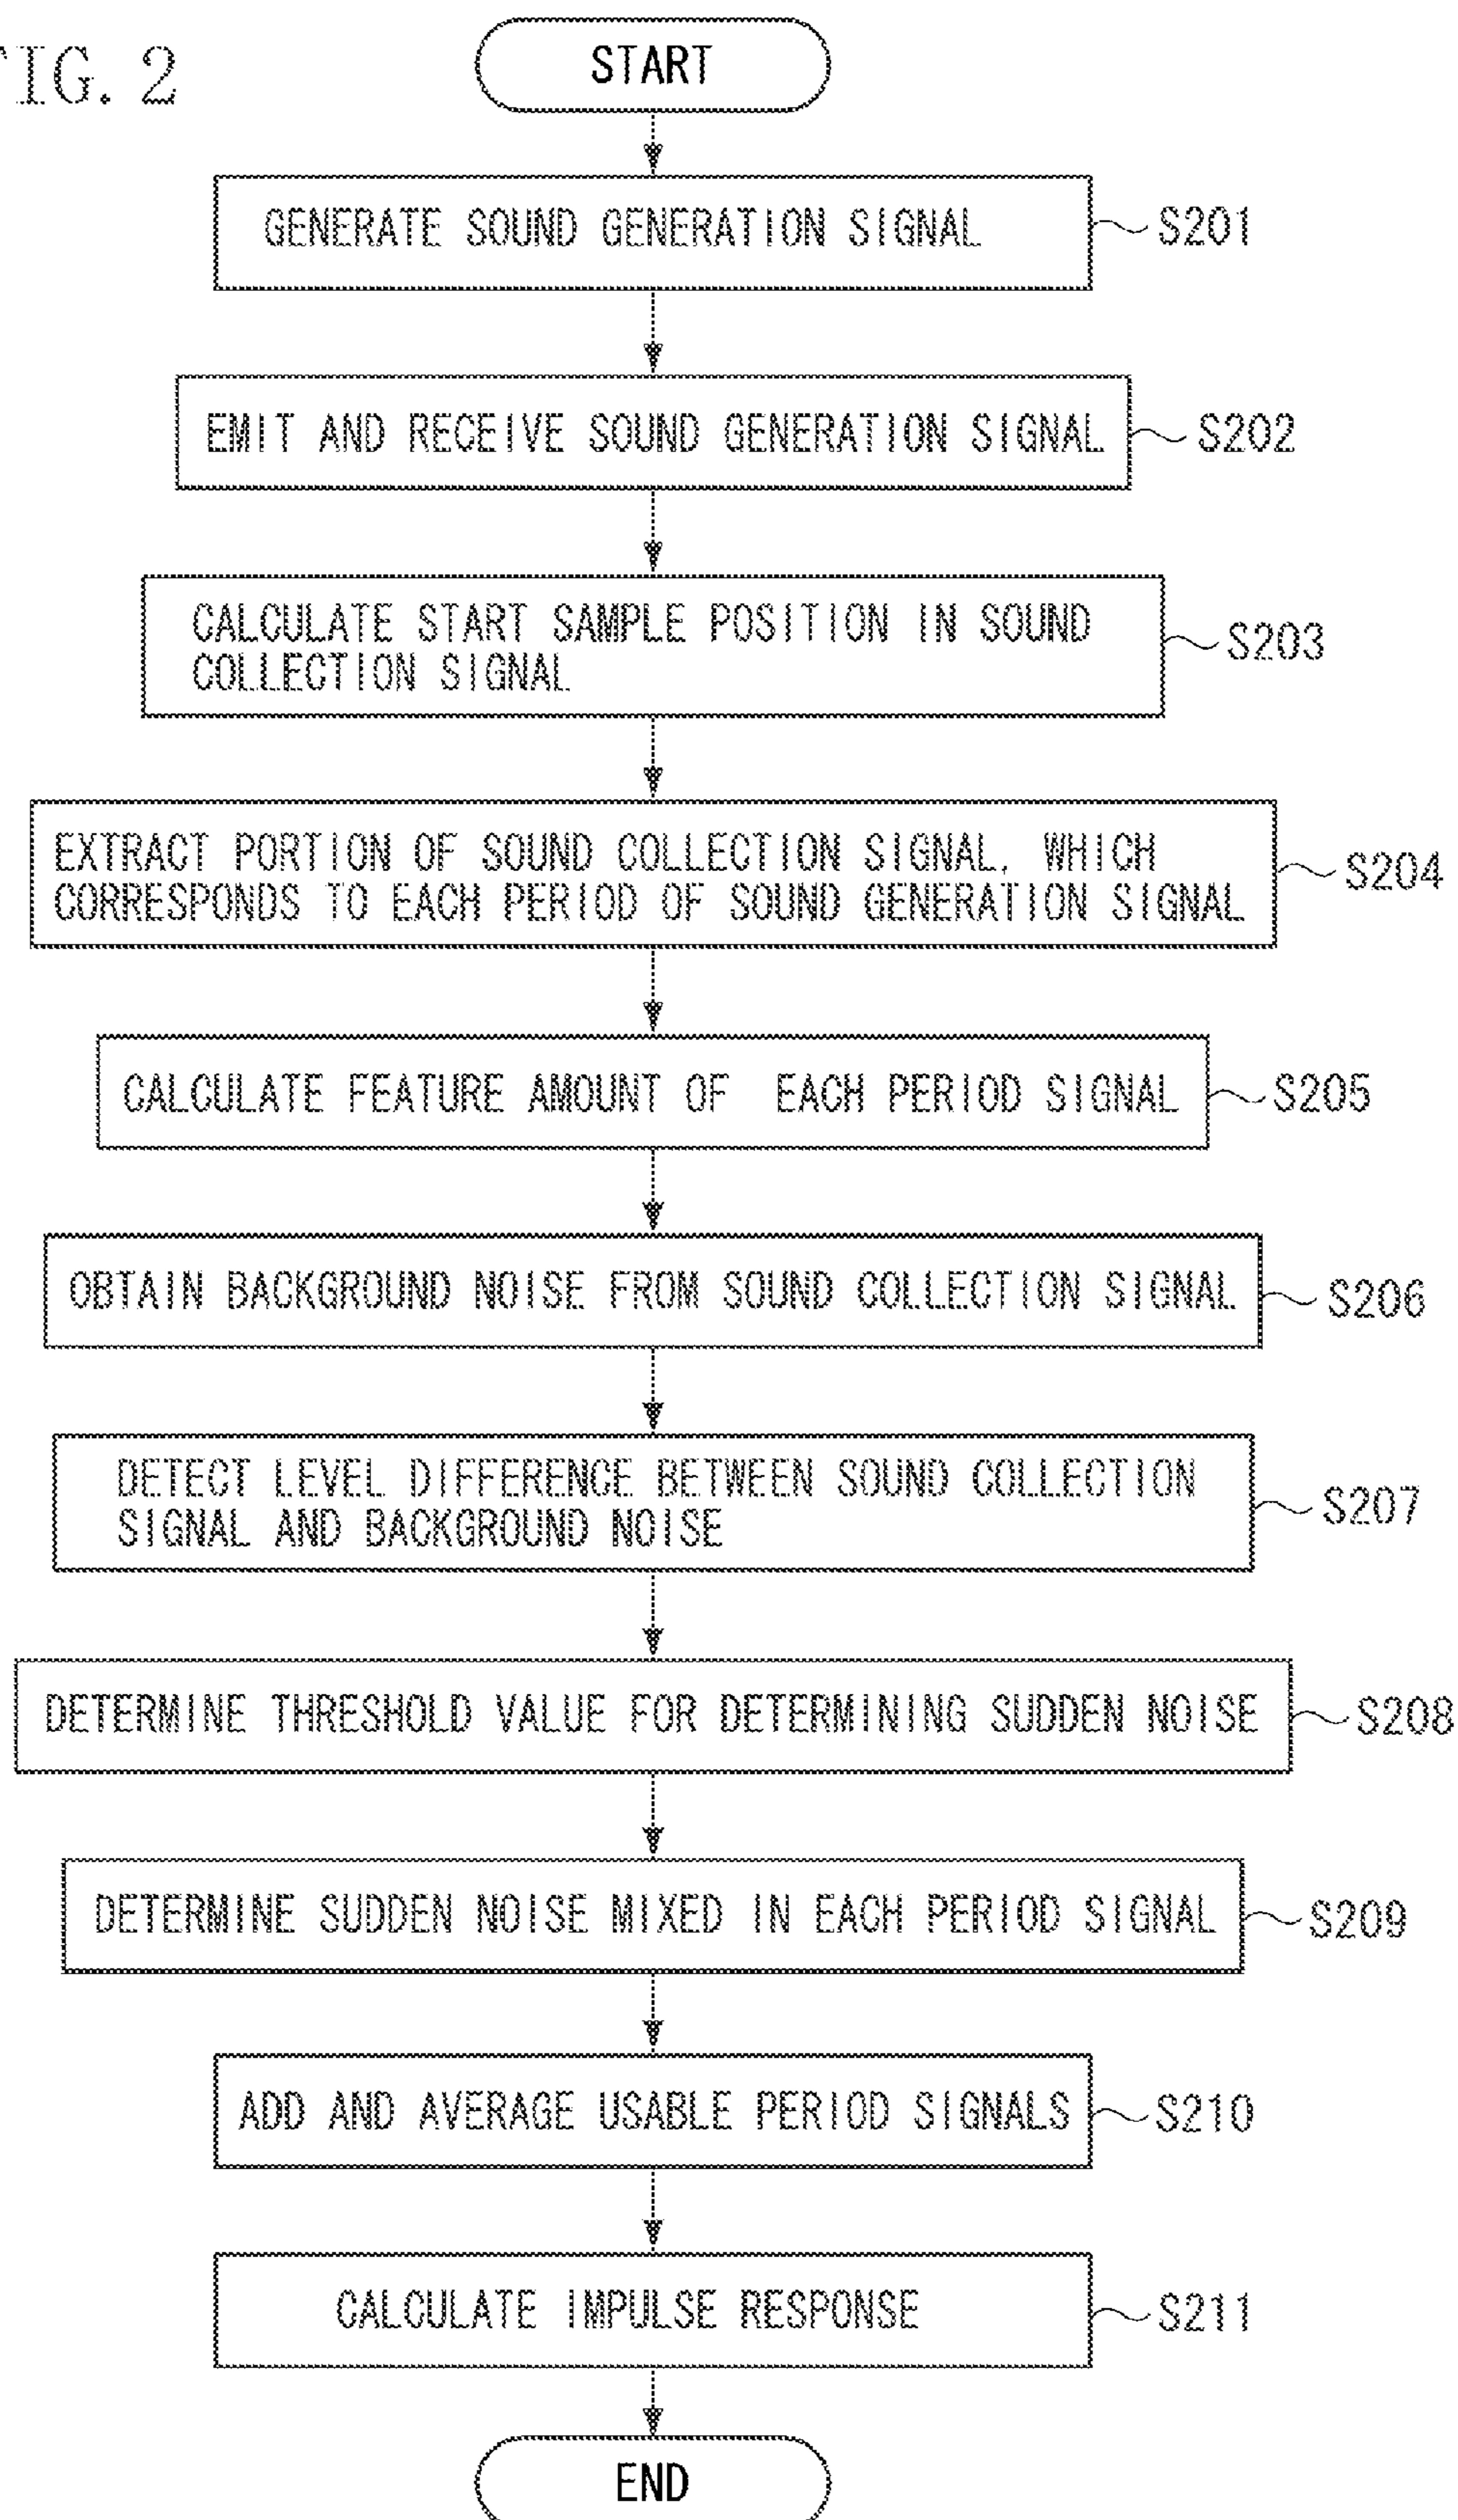 FIG. 2
START
GENERATE SOUND GENERATION SIGNAL
S201
EMIT AND RECEIVE SOUND GENERATION SIGNAL
S202
CALCULATE START SAMPLE POSITION IN SOUND
COLLECTION SIGNAL
S203
EXTRACT PORTION OF SOUND COLLECTION SIGNAL, WHICH
CORRESPONDS TO EACH PERIOD OF SOUND GENERATION SIGNAL
S204
CALCULATE FEATURE AMOUNT OF EACH PERIOD SIGNAL
S205
OBTAIN BACKGROUND NOISE FROM SOUND COLLECTION SIGNAL
S206
DETECT LEVEL DIFFERENCE BETWEEN SOUND COLLECTION
SIGNAL AND BACKGROUND NOISE
S207
DETERMINE THRESHOLD VALUE FOR DETERMINING SUDDEN NOISE
S208
DETERMINE SUDDEN NOISE MIXED IN EACH PERIOD SIGNAL
S209
ADD AND AVERAGE USABLE PERIOD SIGNALS
S210
CALCULATE IMPULSE RESPONSE
S211
END